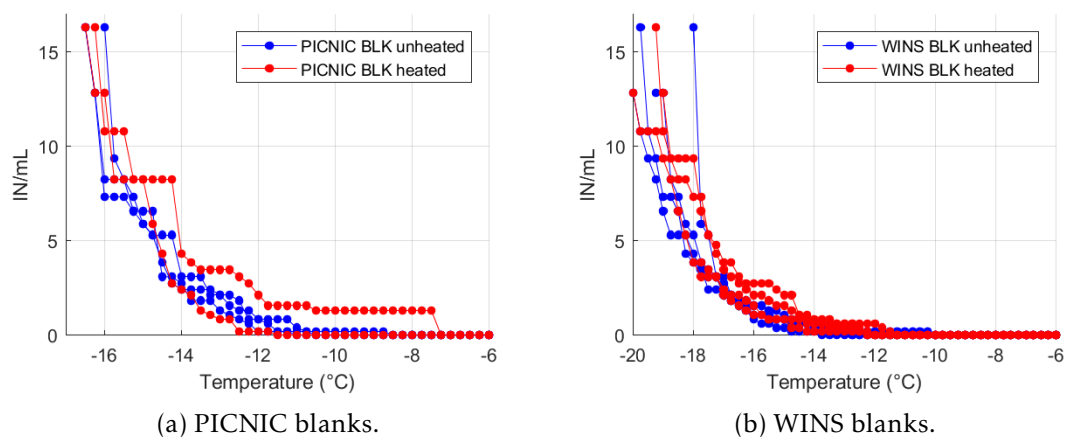 PICNIC BLK unheated
PICNIC BLK heated
15
10
5
0
IN/mL
-16 -14 -12 -10 -8 -6
Temperature (°C)
(a) PICNIC blanks.
WINS BLK unheated
WINS BLK heated
15
10
5
0
IN/mL
-20 -18 -16 -14 -12 -10 -8 -6
Temperature (°C)
(b) WINS blanks.